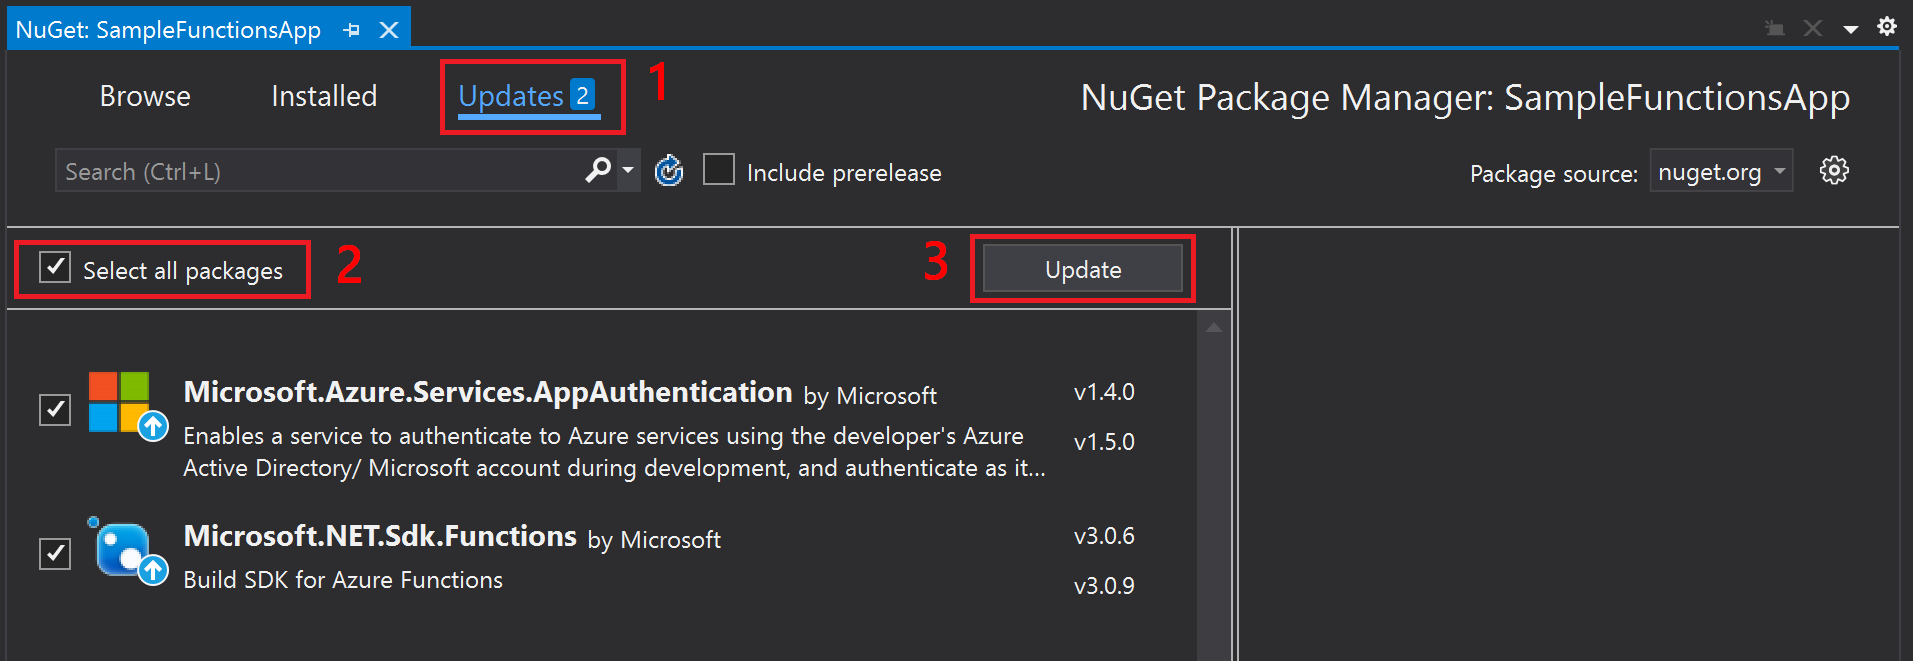 NuGet: SampleFunctionsApp
Browse Installed Updates 2 1 NuGet Package Manager: SampleFunctionsApp
Search (Ctrl+L) Include prerelease Package source: nuget.org
Select all packages 2 3 Update
Microsoft.Azure.Services.AppAuthentication by Microsoft v1.4.0
Enables a service to authenticate to Azure services using the developer's Azure v1.5.0
Active Directory/ Microsoft account during development, and authenticate as it...
Microsoft.NET.Sdk.Functions by Microsoft v3.0.6
Build SDK for Azure Functions v3.0.9